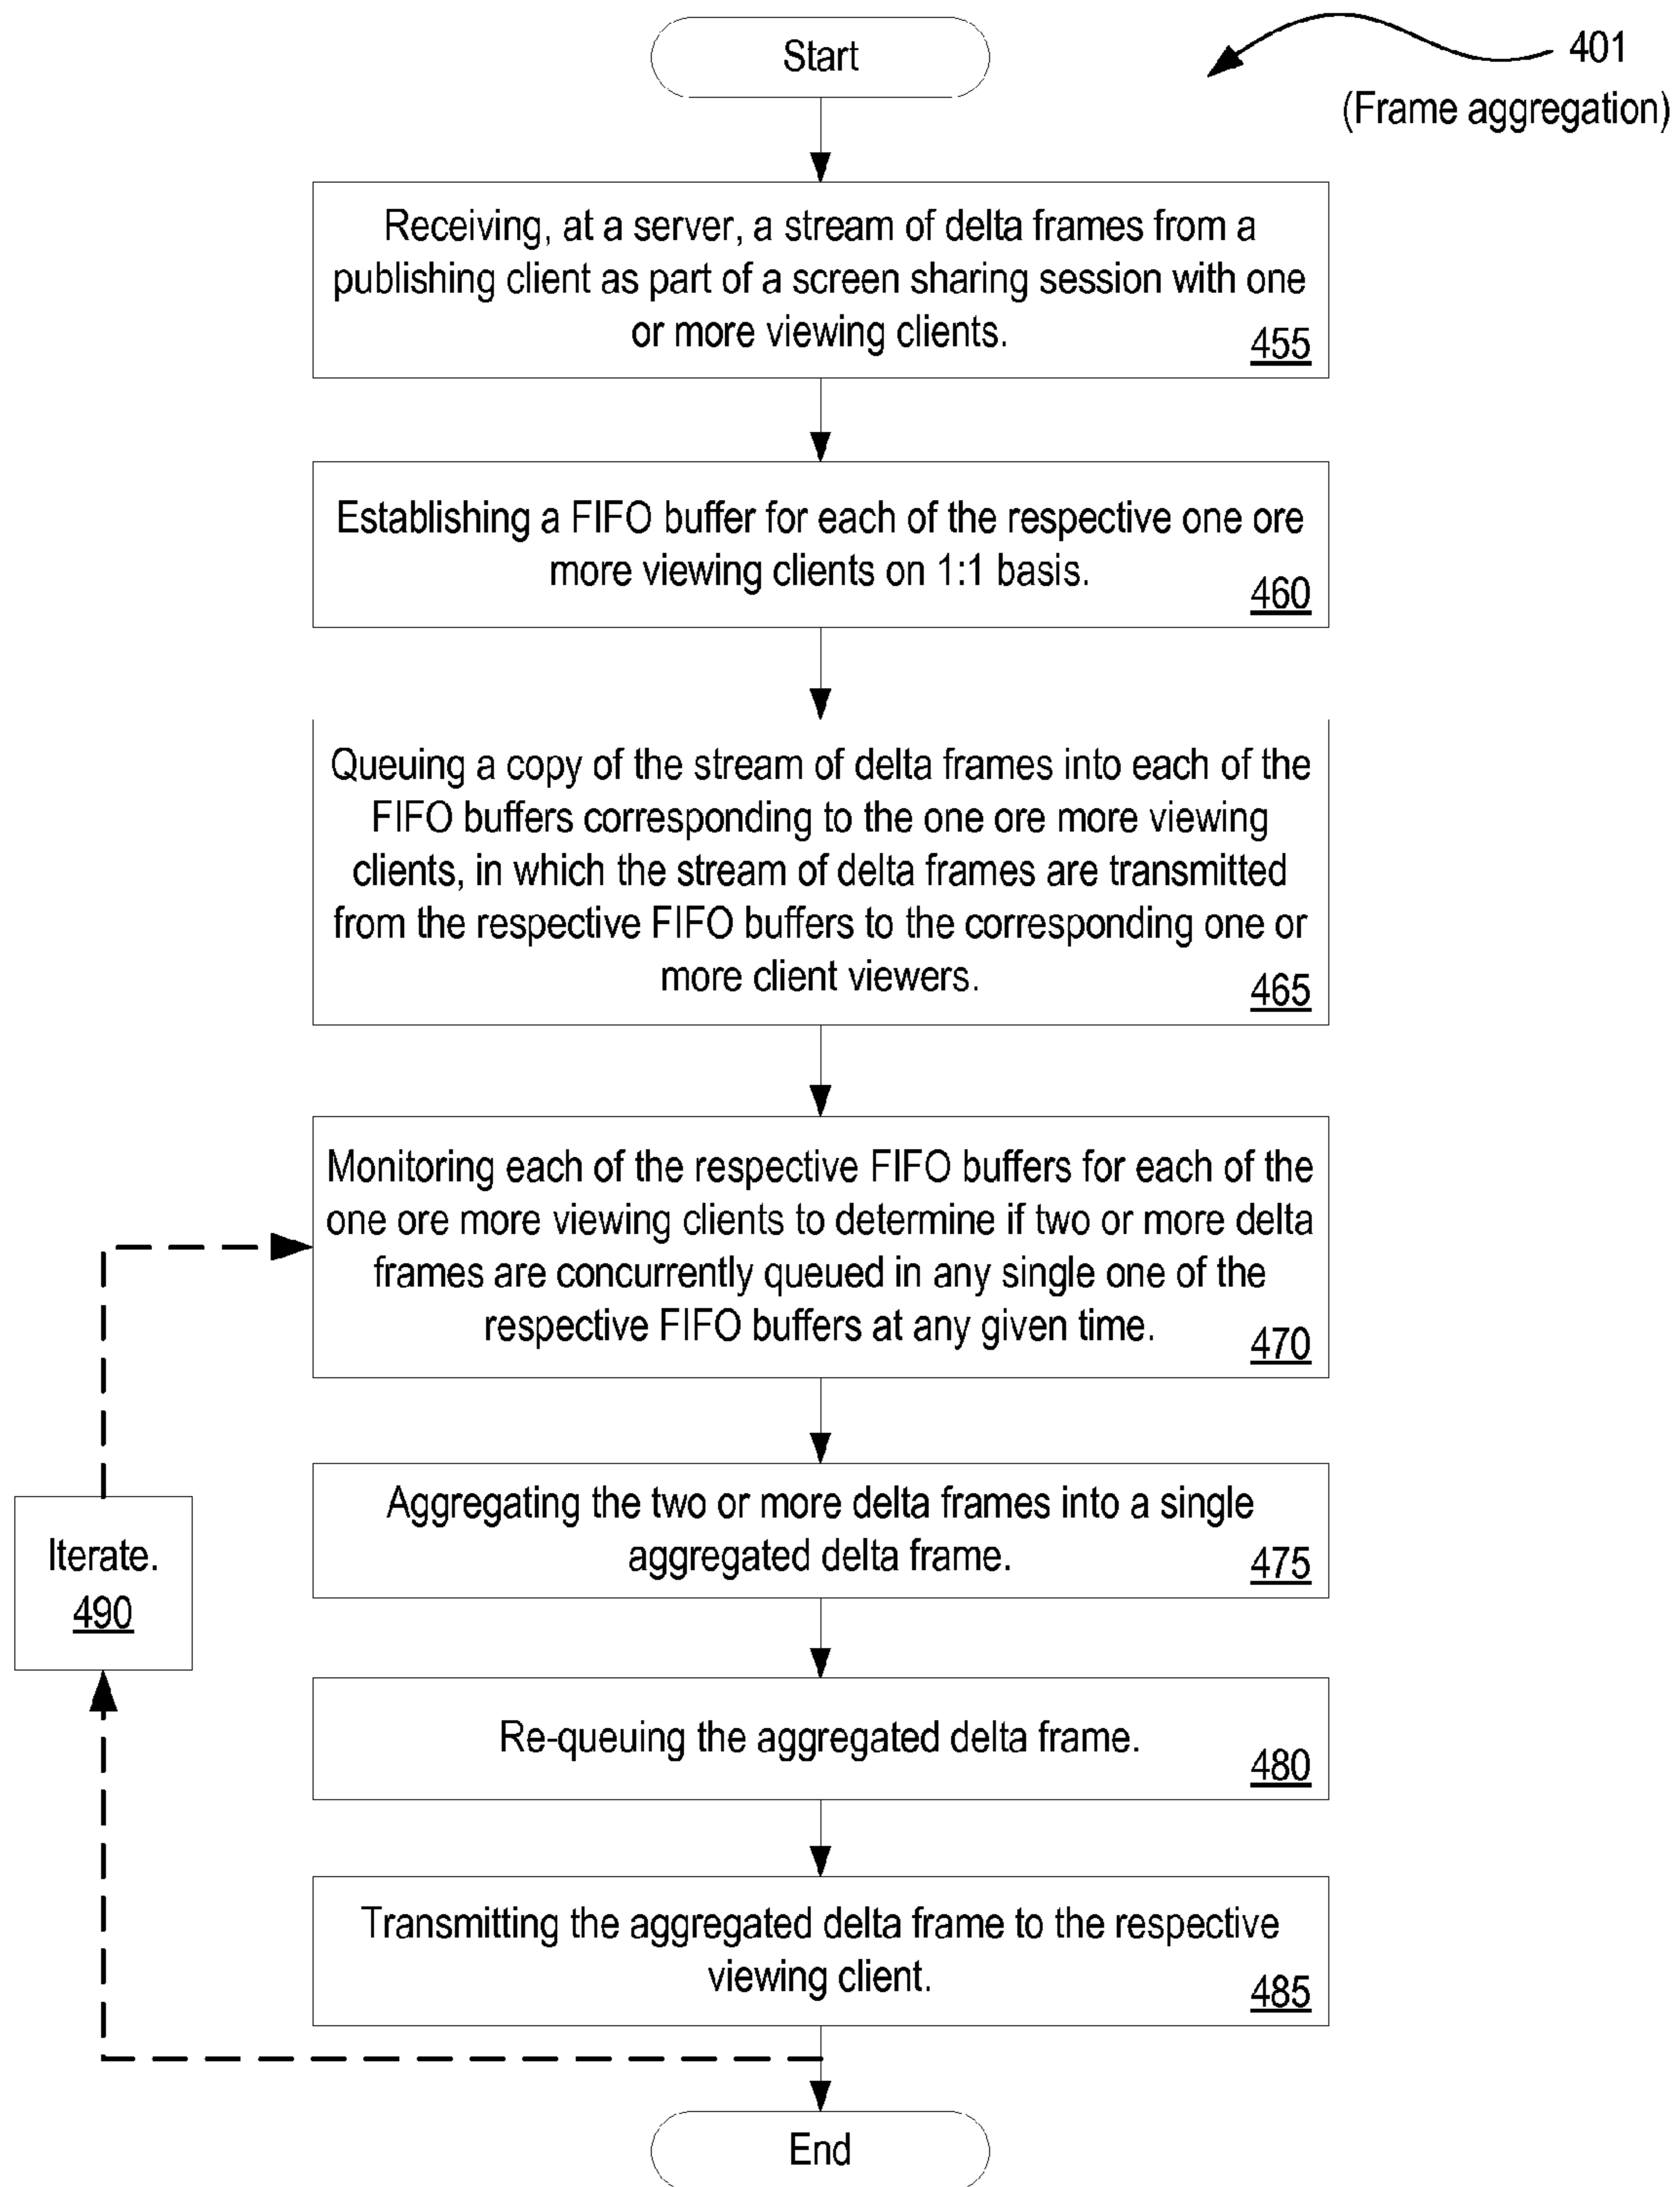 Start
401
(Frame aggregation)
Receiving, at a server, a stream of delta frames from a
publishing client as part of a screen sharing session with one
or more viewing clients.
455
Establishing a FIFO buffer for each of the respective one ore
more viewing clients on 1:1 basis.
460
Queuing a copy of the stream of delta frames into each of the
FIFO buffers corresponding to the one ore more viewing
clients, in which the stream of delta frames are transmitted
from the respective FIFO buffers to the corresponding one or
more client viewers.
465
Monitoring each of the respective FIFO buffers for each of the
one ore more viewing clients to determine if two or more delta
frames are concurrently queued in any single one of the
respective FIFO buffers at any given time.
470
Aggregating the two or more delta frames into a single
aggregated delta frame.
475
Iterate.
490
Re-queuing the aggregated delta frame.
480
Transmitting the aggregated delta frame to the respective
viewing client.
485
End